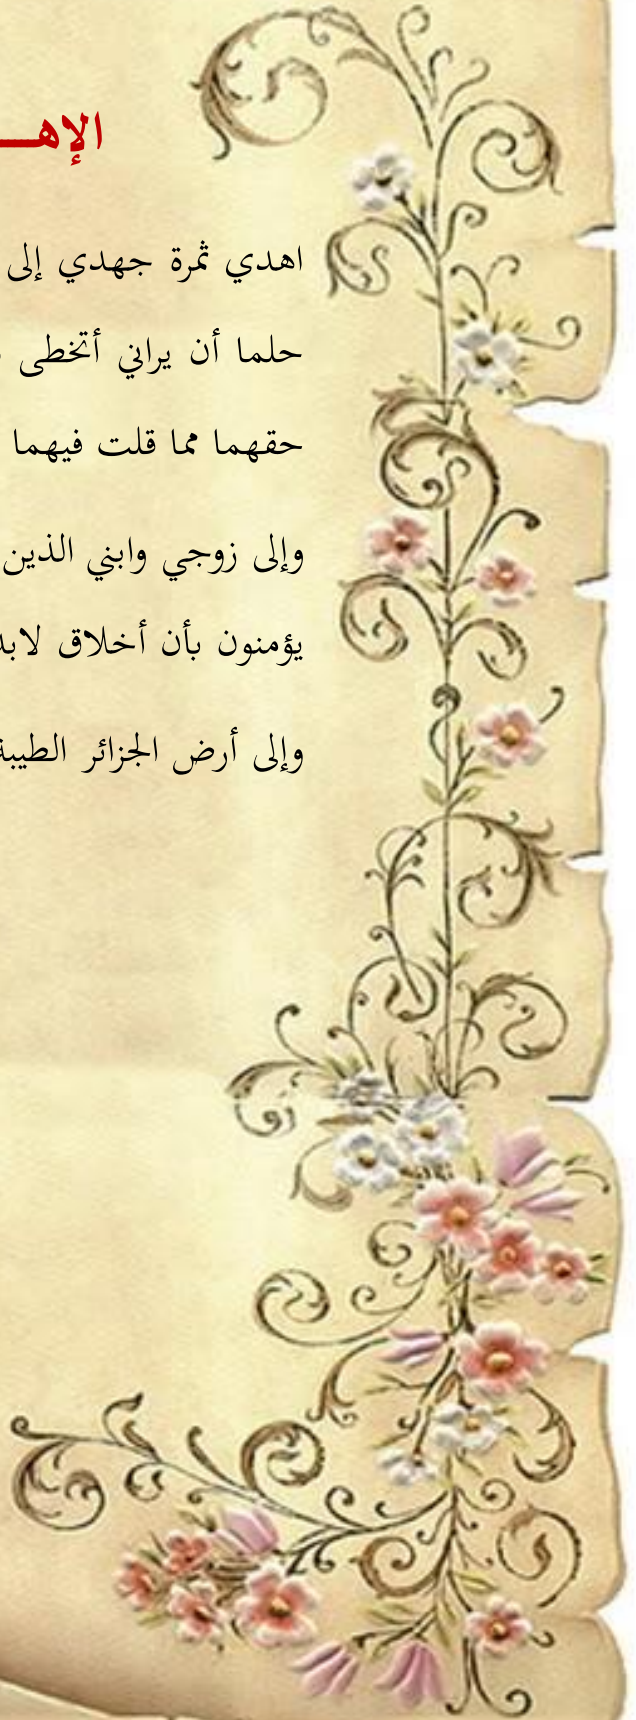 الإهـــ
اهدي ثمرة جهدي إلى
حلما أن يراني أتخطى
حقهما مما قلت فيهما
وإلى زوجي وابني الذين
يؤمنون بأن أخلاق لابد
وإلى أرض الجزائر الطيبة